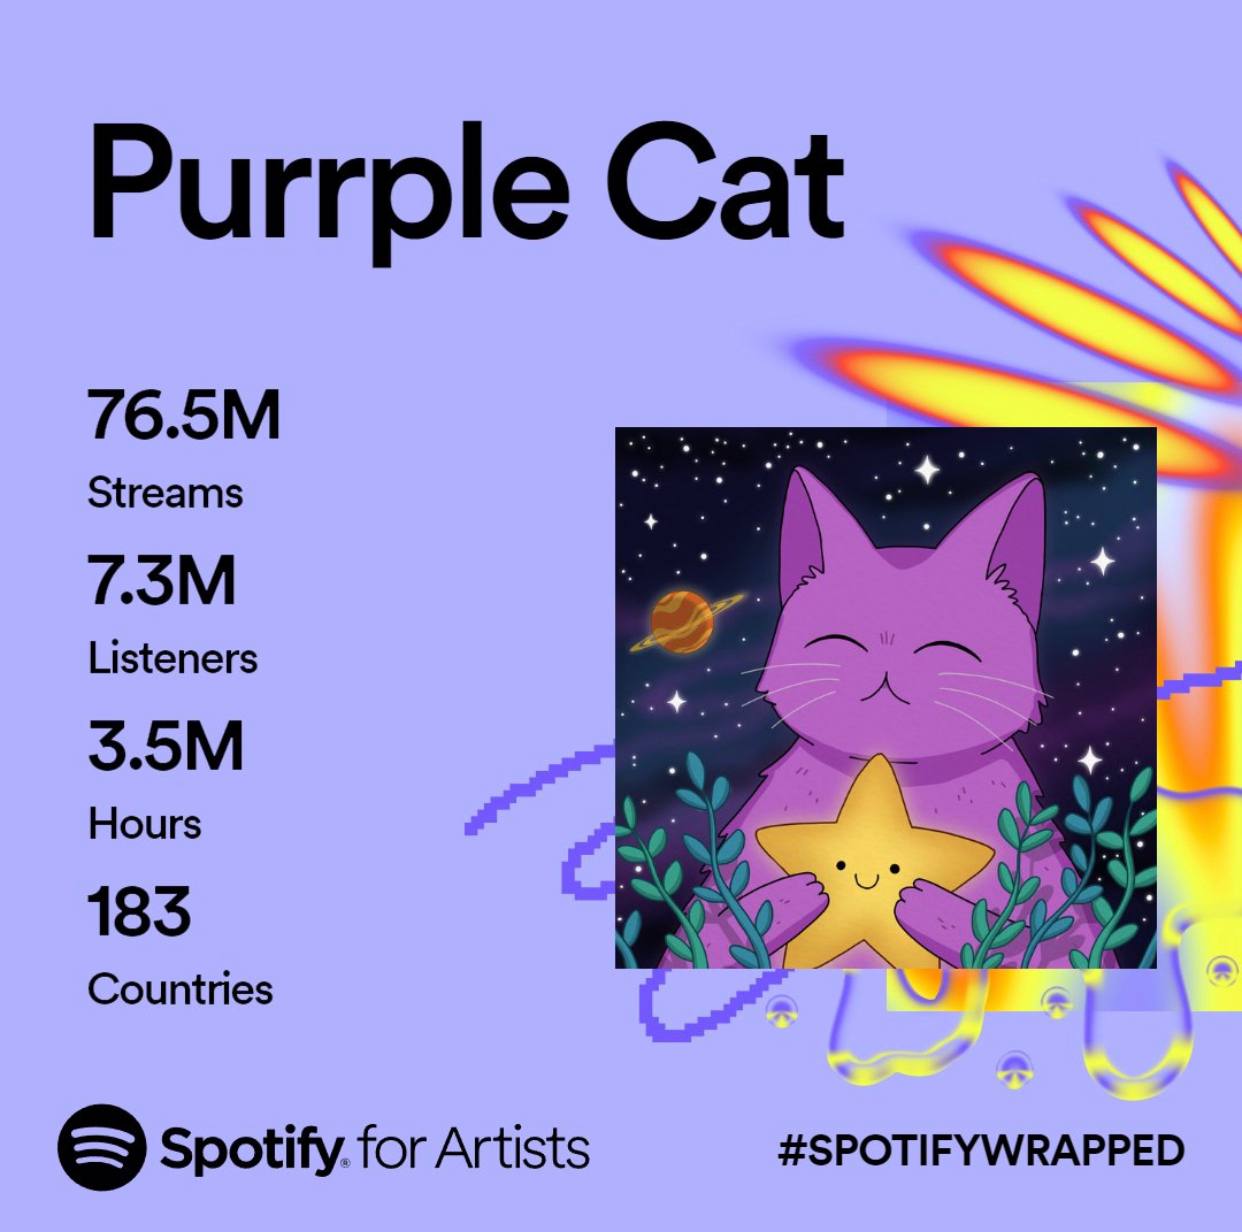 Purrple Cat
76.5M
Streams
7.3M
Listeners
3.5M
Hours
183
Countries
Spotify® for Artists
#SPOTIFYWRAPPED